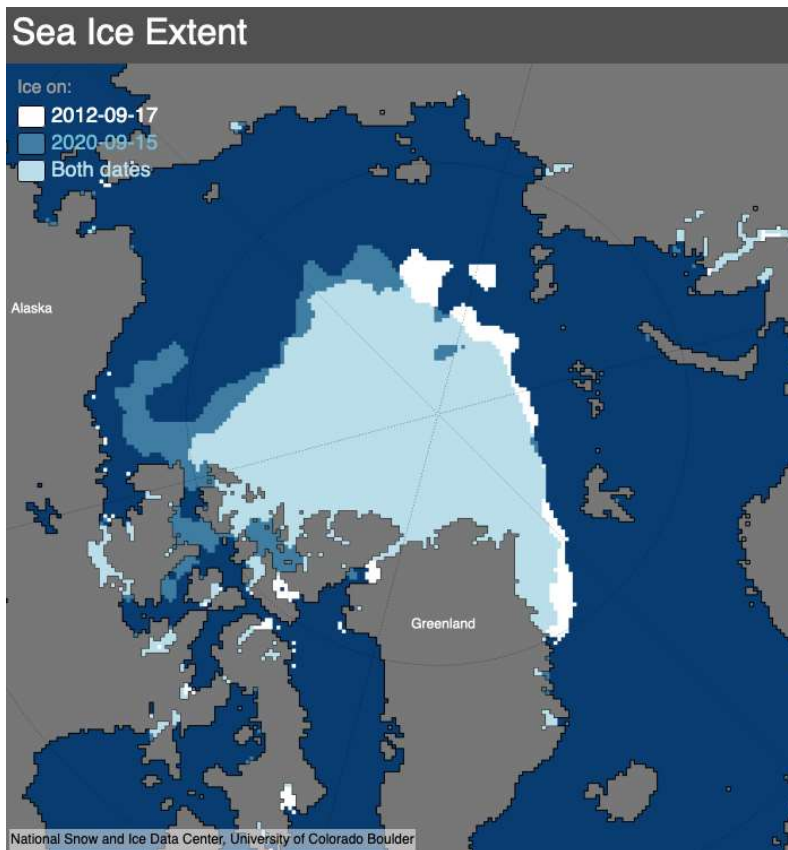 Sea Ice Extent
Ice on:
2012-09-17
2020-09-15
Both dates
Alaska
Greenland
National Snow and Ice Data Center, University of Colorado Boulder